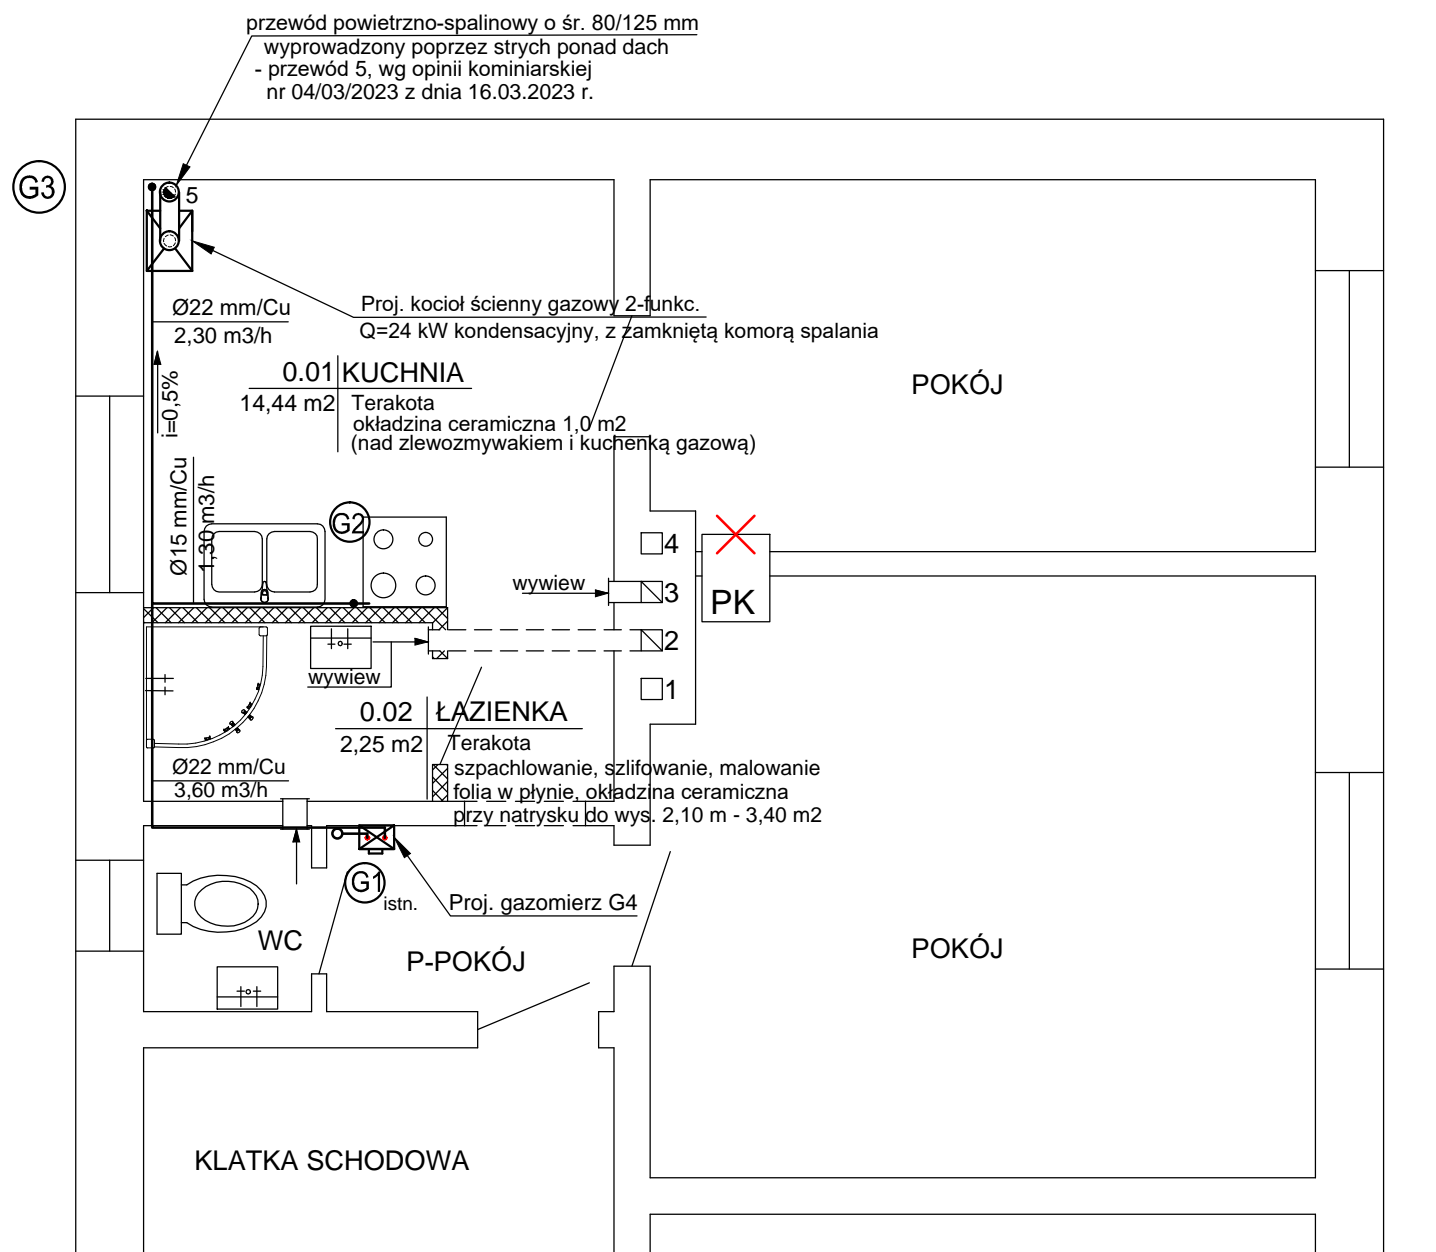 przewód powietrzno-spalinowy o śr. 80/125 mm
wyprowadzony poprzez strych ponad dach
- przewód 5, wg opinii kominiarskiej
nr 04/03/2023 z dnia 16.03.2023 r.
G3
5
Ø22 mm/Cu
2,30 m3/h
Proj. kocioł ścienny gazowy 2-funkc.
Q=24 kW kondensacyjny, z zamkniętą komorą spalania
i=0,5%
0.01 KUCHNIA
14,44 m2 Terakota
okładzina ceramiczna 1,0 m2
(nad zlewozmywakiem i kuchenką gazową)
POKÓJ
Ø15 mm/Cu
1,30 m3/h
G2
4
wywiew
3
PK
2
wywiew
1
0.02 ŁAZIENKA
2,25 m2 Terakota
szpachlowanie, szlifowanie, malowanie
folia w płynie, okładzina ceramiczna
przy natrysku do wys. 2,10 m - 3,40 m2
Ø22 mm/Cu
3,60 m3/h
G1
istn.
Proj. gazomierz G4
WC
P-POKÓJ
POKÓJ
KLATKA SCHODOWA